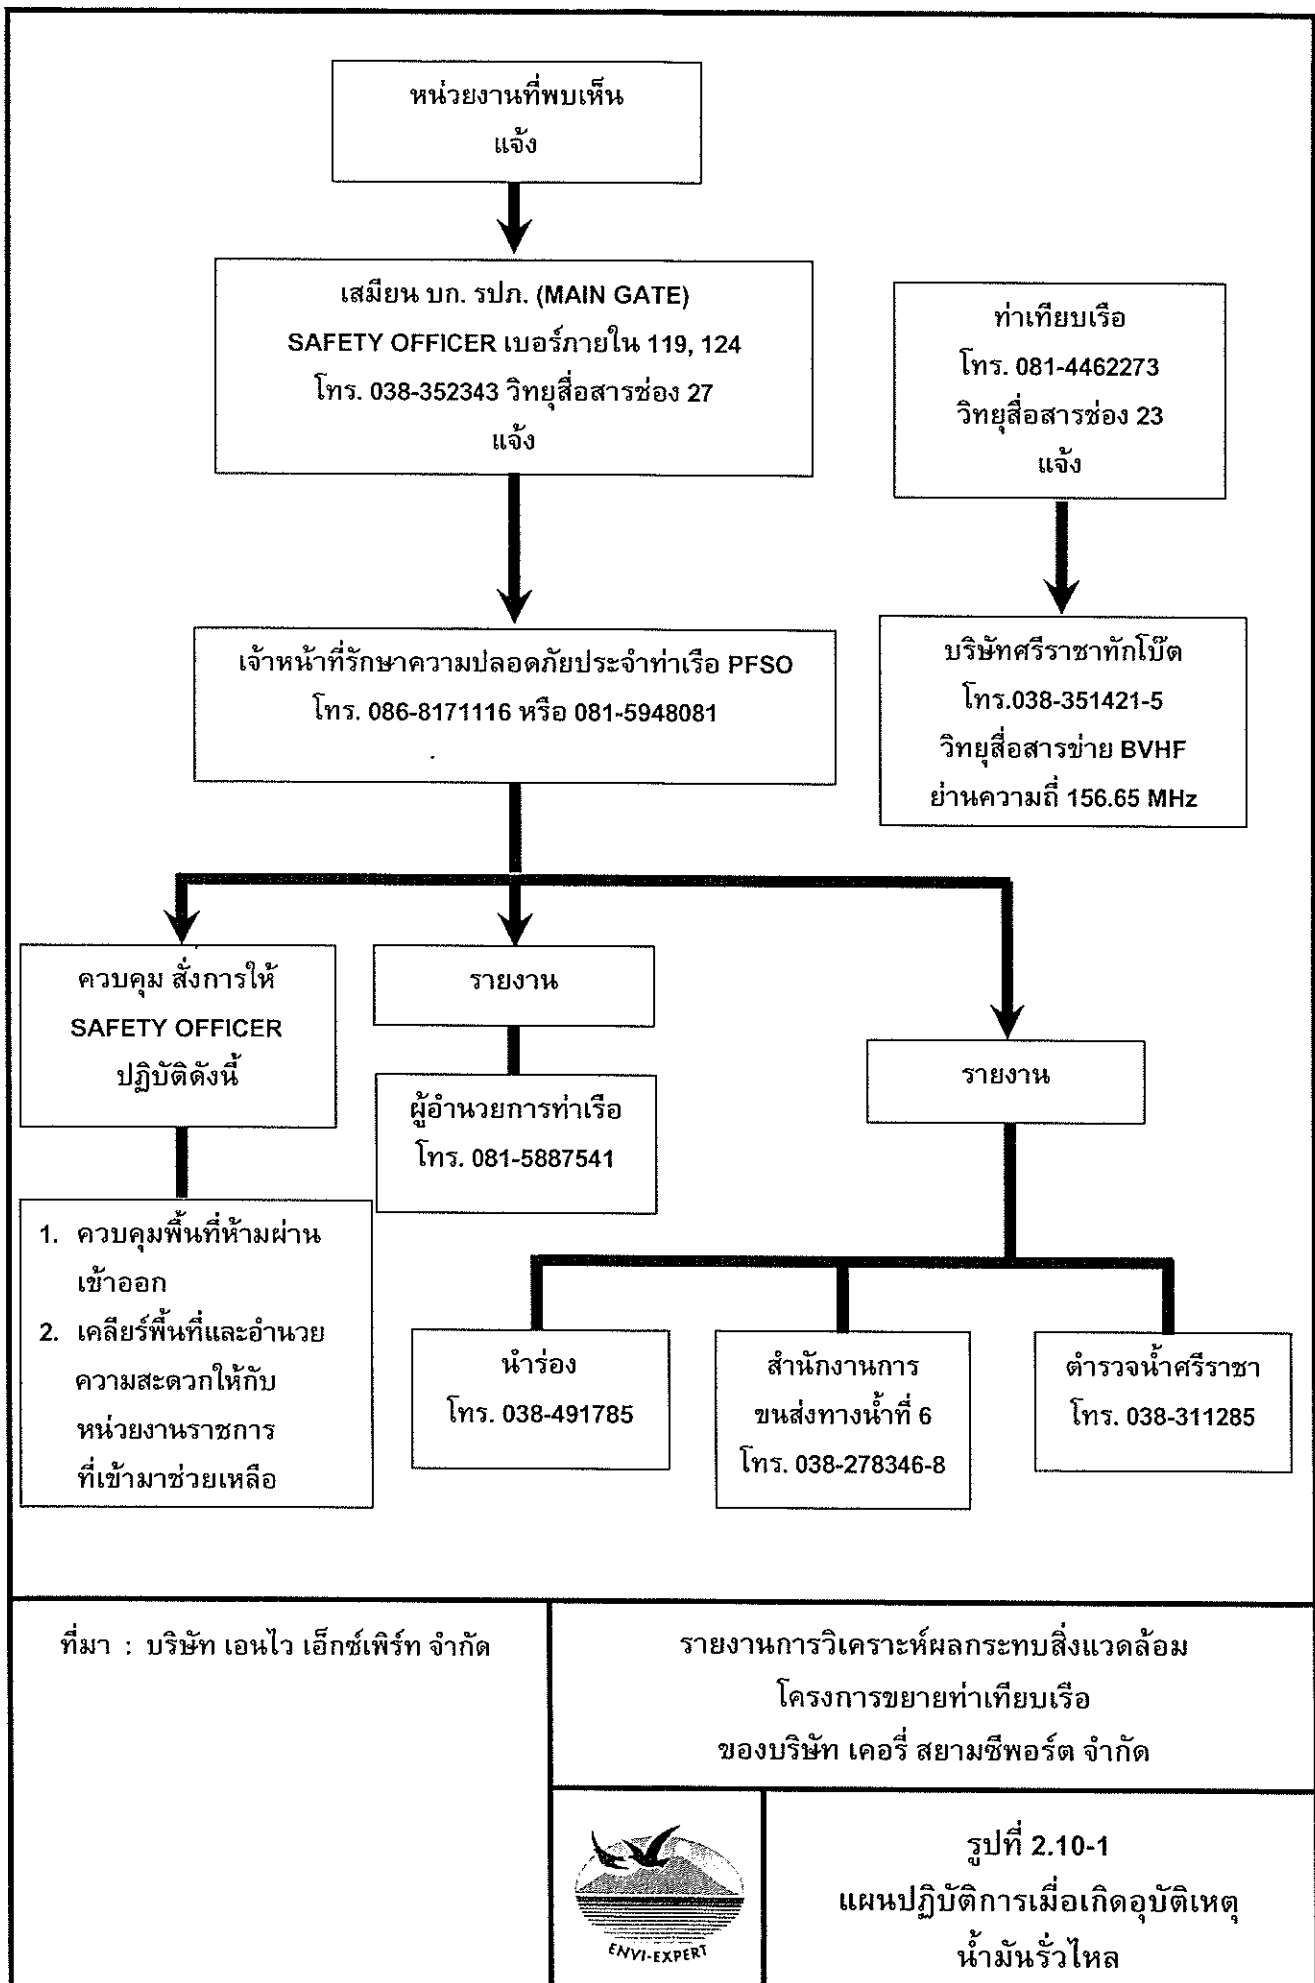 หน่วยงานที่พบเห็น
แจ้ง
เสมียน บก. รปภ. (MAIN GATE)
SAFETY OFFICER เบอร์ภายใน 119, 124
โทร. 038-352343 วิทยุสื่อสารช่อง 27
แจ้ง
ท่าเทียบเรือ
โทร. 081-4462273
วิทยุสื่อสารช่อง 23
แจ้ง
เจ้าหน้าที่รักษาความปลอดภัยประจำท่าเรือ PFSO
โทร. 086-8171116 หรือ 081-5948081
บริษัทศรีราชาทักโบ๊ต
โทร.038-351421-5
วิทยุสื่อสารข่าย BVHF
ย่านความถี่ 156.65 MHz
ควบคุม สั่งการให้
SAFETY OFFICER
ปฏิบัติดังนี้
รายงาน
ผู้อำนวยการท่าเรือ
โทร. 081-5887541
รายงาน
1. ควบคุมพื้นที่ห้ามผ่าน
เข้าออก
2. เคลียร์พื้นที่และอำนวย
ความสะดวกให้กับ
หน่วยงานราชการ
ที่เข้ามาช่วยเหลือ
นำร่อง
โทร. 038-491785
สำนักงานการ
ขนส่งทางน้ำที่ 6
โทร. 038-278346-8
ตำรวจน้ำศรีราชา
โทร. 038-311285
ที่มา : บริษัท เอนไว เอ็กซ์เพิร์ท จำกัด
รายงานการวิเคราะห์ผลกระทบสิ่งแวดล้อม
โครงการขยายท่าเทียบเรือ
ของบริษัท เคอรี่ สยามซีพอร์ต จำกัด
ENVI-EXPERT
รูปที่ 2.10-1
แผนปฏิบัติการเมื่อเกิดอุบัติเหตุ
น้ำมันรั่วไหล